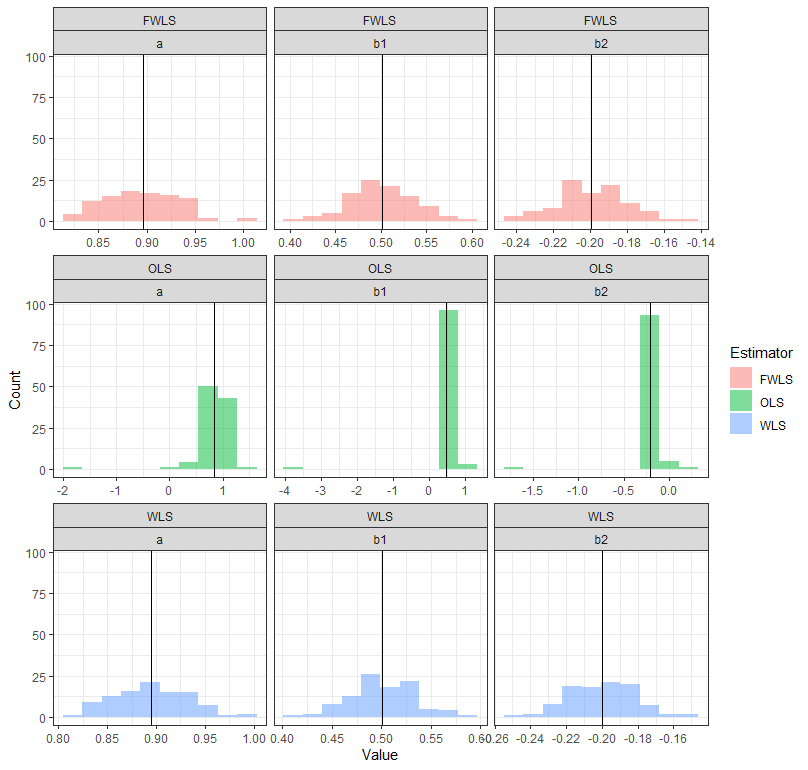 FWLS FWLS FWLS
a b1 b2
100
75
50
25
0
0.85 0.90 0.95 1.00 0.40 0.45 0.50 0.55 0.60 -0.24 -0.22 -0.20 -0.18 -0.16 -0.14
OLS OLS OLS
a b1 b2
100
75
50
25
0
-2 -1 0 1 -4 -3 -2 -1 0 1 -1.5 -1.0 -0.5 0.0
WLS WLS WLS
a b1 b2
100
75
50
25
0
0.80 0.85 0.90 0.95 1.00 0.40 0.45 0.50 0.55 0.60 -0.26 -0.24 -0.22 -0.20 -0.18 -0.16
Value
Count
Estimator
FWLS
OLS
WLS